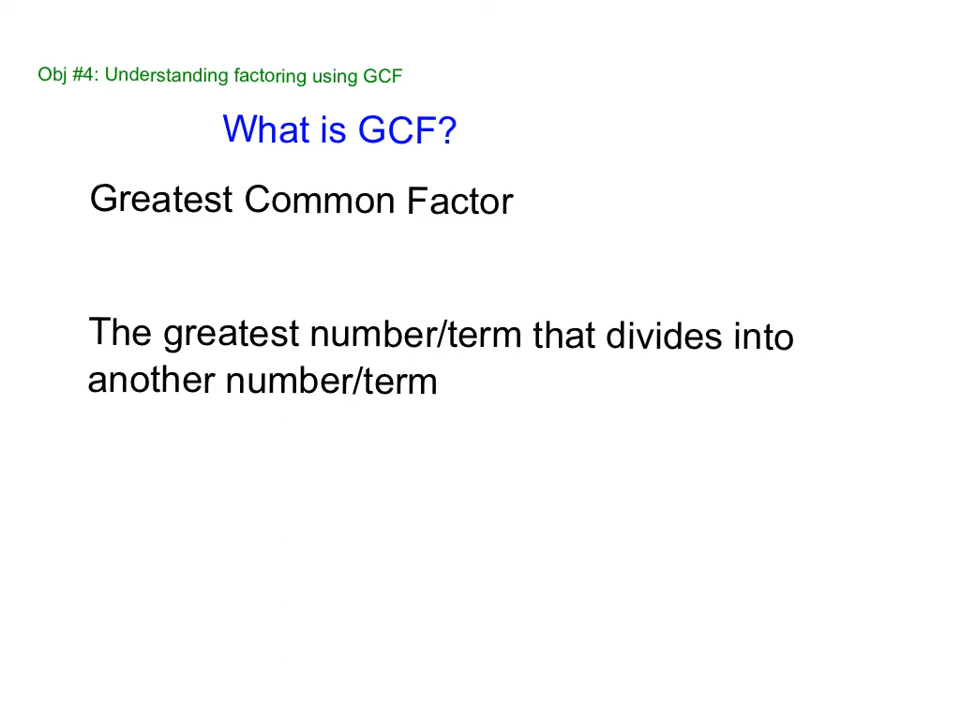 Obj #4: Understanding factoring using GCF
What is GCF?
Greatest Common Factor
The greatest number/term that divides into
another number/term